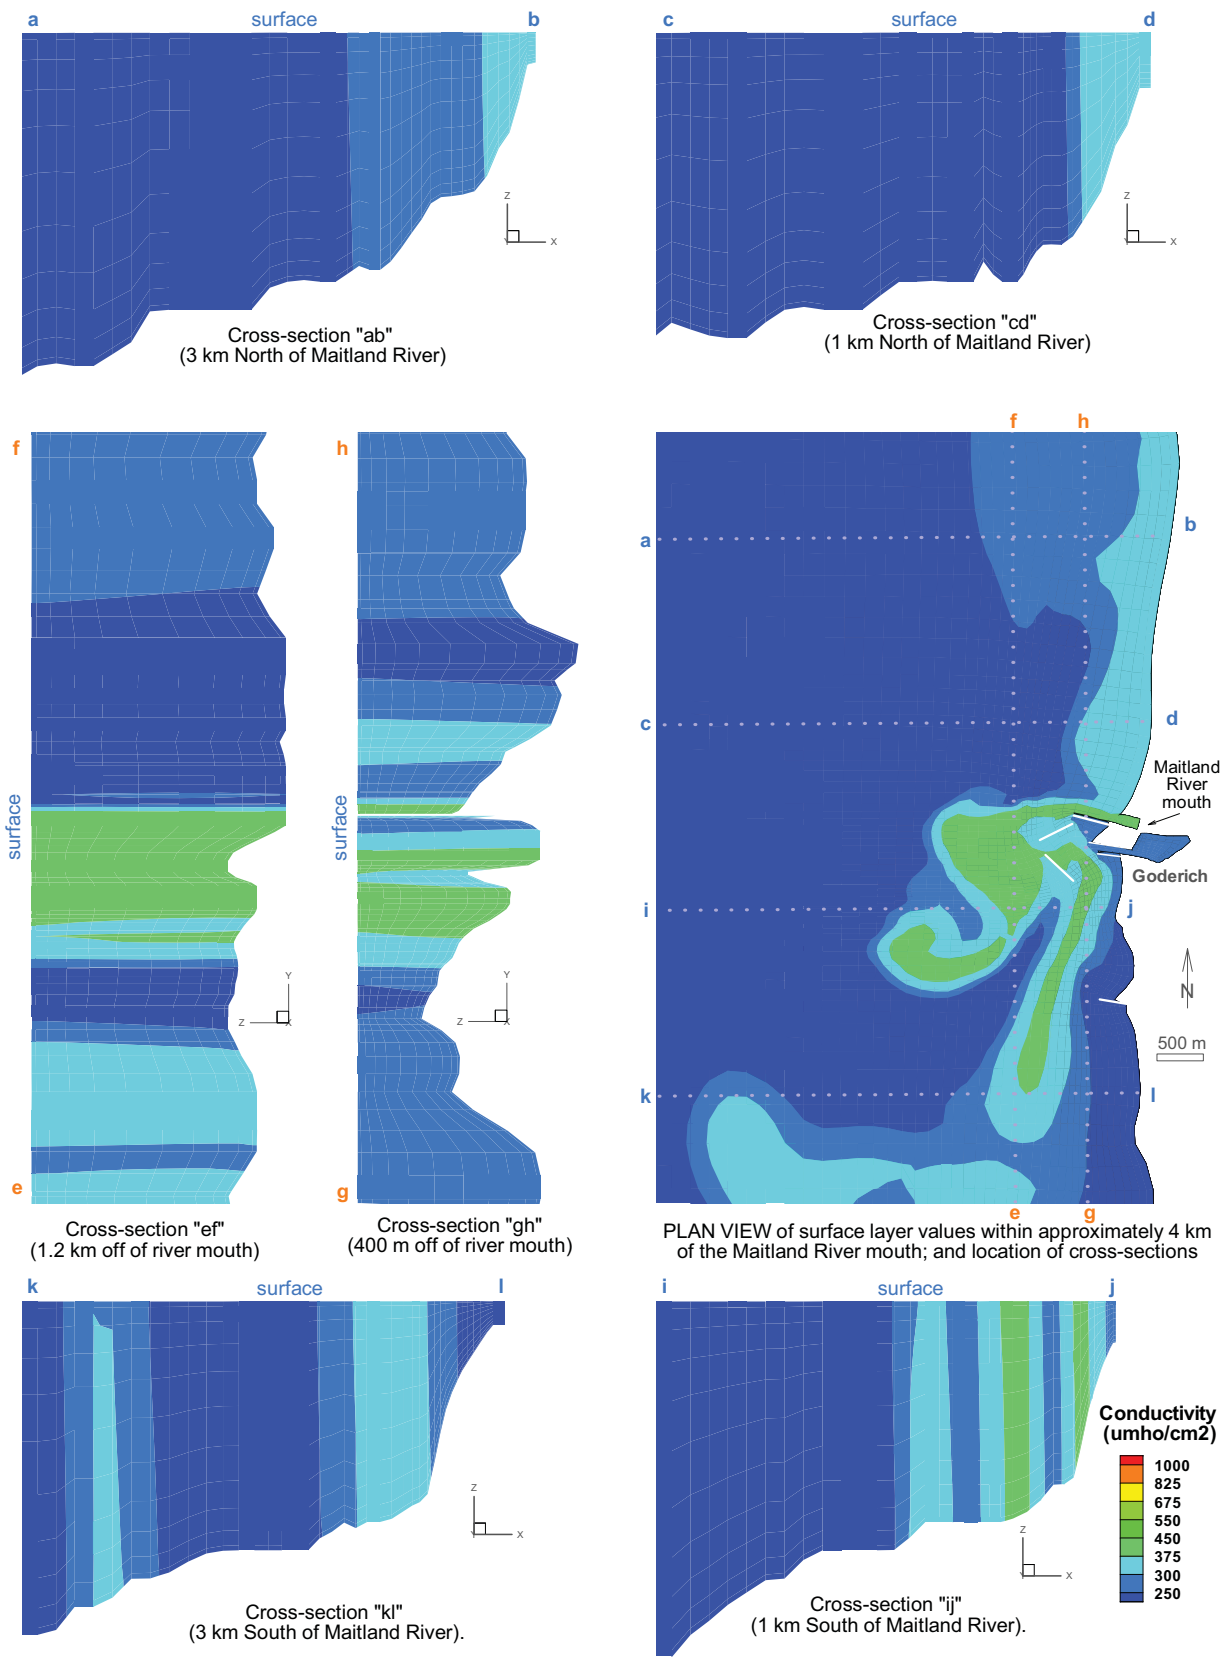 a surface b
c surface d
Z
X
Y
Z
X
Y
Cross-section "ab"
(3 km North of Maitland River)
Cross-section "cd"
(1 km North of Maitland River)
f
h
f h
surface
surface
a
b
c
d
Maitland
River
mouth
Goderich
i
j
N
500 m
k
l
Y
Z X
Y
Z X
e
g
e g
Cross-section "ef"
(1.2 km off of river mouth)
Cross-section "gh"
(400 m off of river mouth)
PLAN VIEW of surface layer values within approximately 4 km
of the Maitland River mouth; and location of cross-sections
k surface l
i surface j
Z
X
Y
Z
X
Y
Cross-section "kl"
(3 km South of Maitland River).
Cross-section "ij"
(1 km South of Maitland River).
Conductivity
(umho/cm2)
1000
825
675
550
450
375
300
250